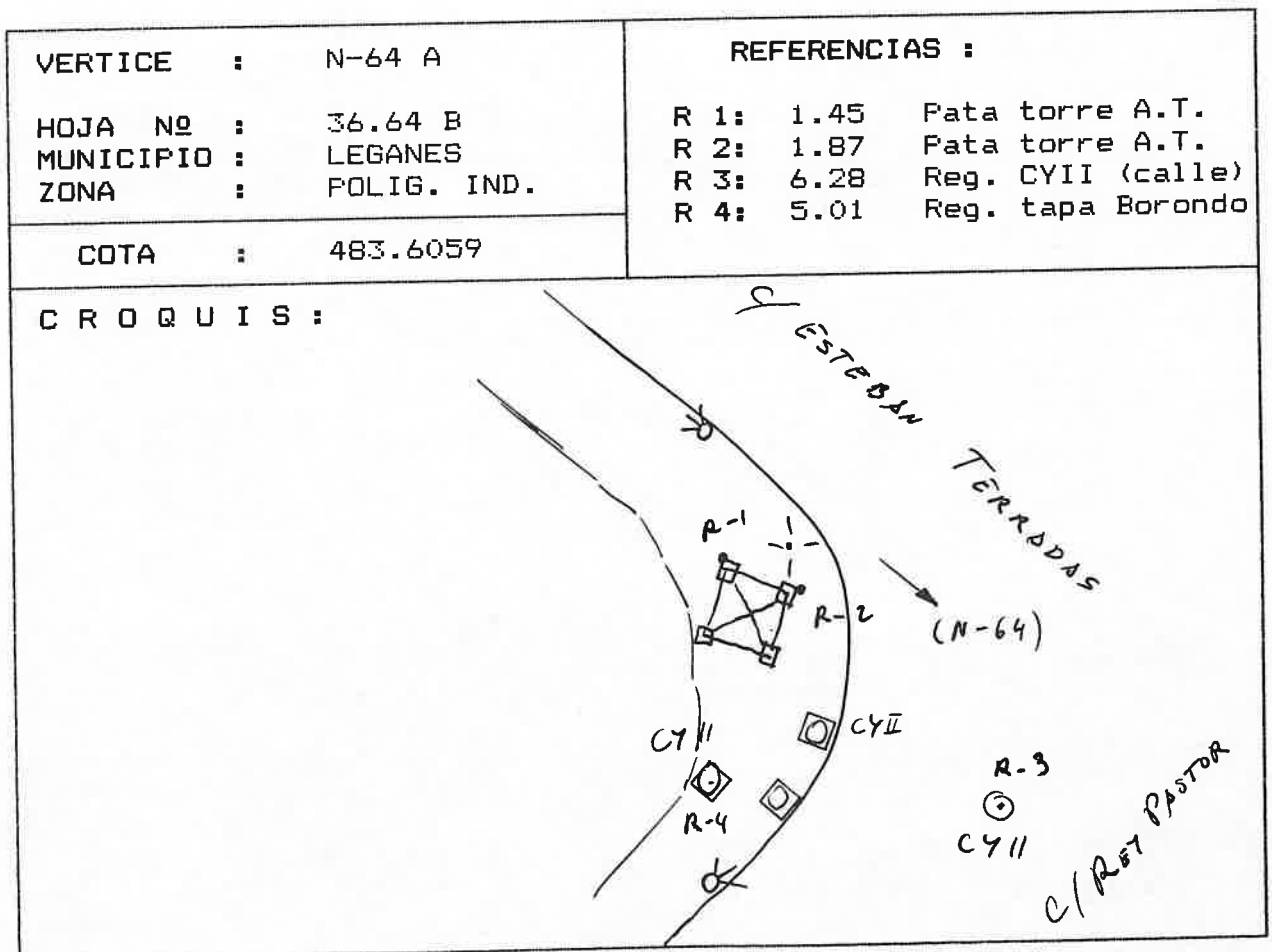 VERTICE : N-64 A
HOJA Nº : 36.64 B
MUNICIPIO : LEGANES
ZONA : POLIG. IND.
COTA : 483.6059
REFERENCIAS :
R 1: 1.45 Pata torre A.T.
R 2: 1.87 Pata torre A.T.
R 3: 6.28 Reg. CYII (calle)
R 4: 5.01 Reg. tapa Borondo
CROQUIS:
C/ ESTEBAN TERRADAS
R-1
R-2
(N-64)
CYII
CYII
R-4
R-3
CYII
C/ REY PASTOR